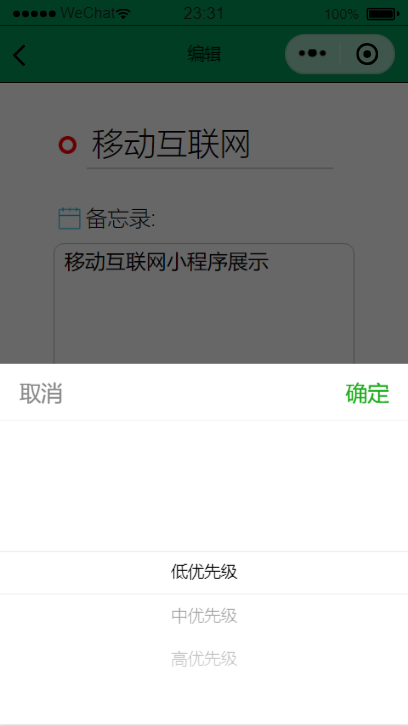 WeChat 23:31 100%
编辑
移动互联网
备忘录:
移动互联网小程序展示
取消 确定
低优先级
中优先级
高优先级